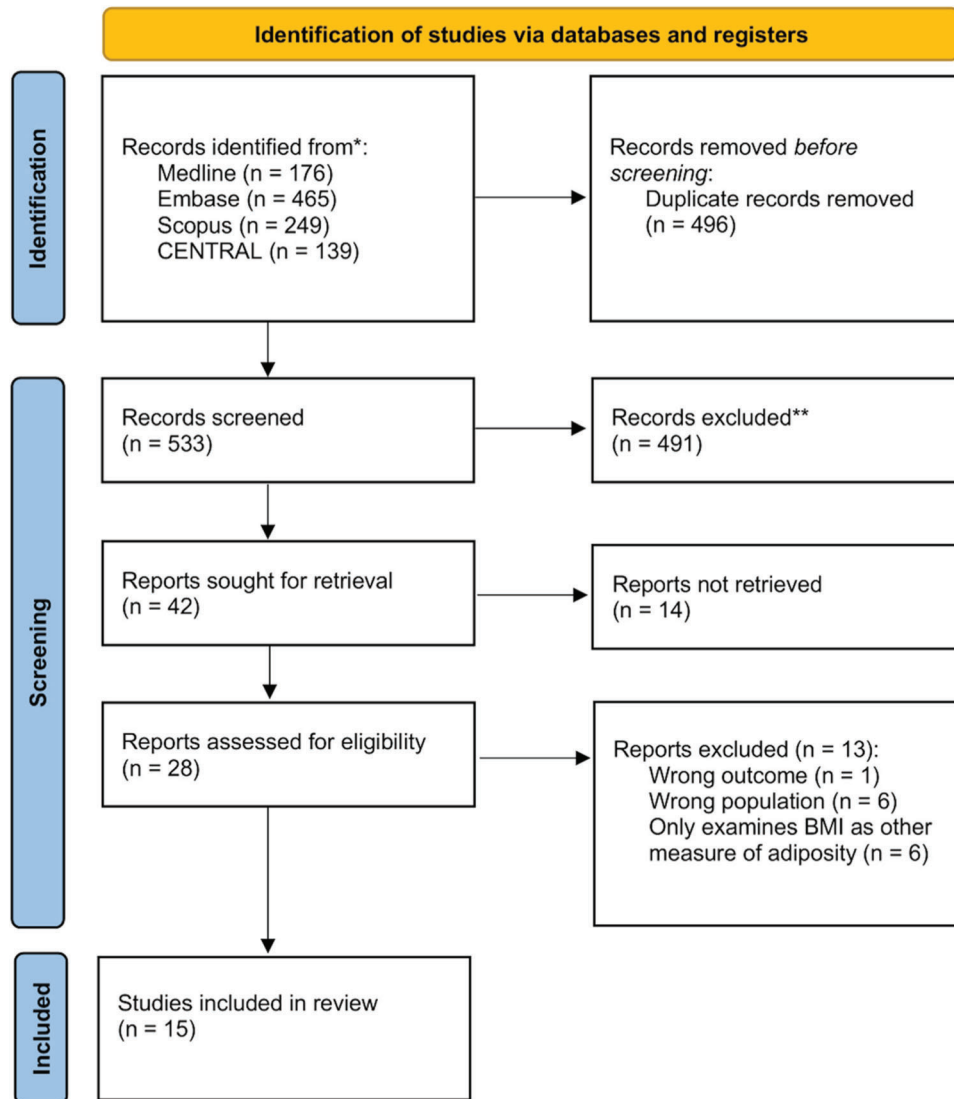 Identification of studies via databases and registers
Identification
Records identified from*:
Medline (n = 176)
Embase (n = 465)
Scopus (n = 249)
CENTRAL (n = 139)
Records removed before
screening:
Duplicate records removed
(n = 496)
Screening
Records screened
(n = 533)
Records excluded**
(n = 491)
Reports sought for retrieval
(n = 42)
Reports not retrieved
(n = 14)
Reports assessed for eligibility
(n = 28)
Reports excluded (n = 13):
Wrong outcome (n = 1)
Wrong population (n = 6)
Only examines BMI as other
measure of adiposity (n = 6)
Included
Studies included in review
(n = 15)